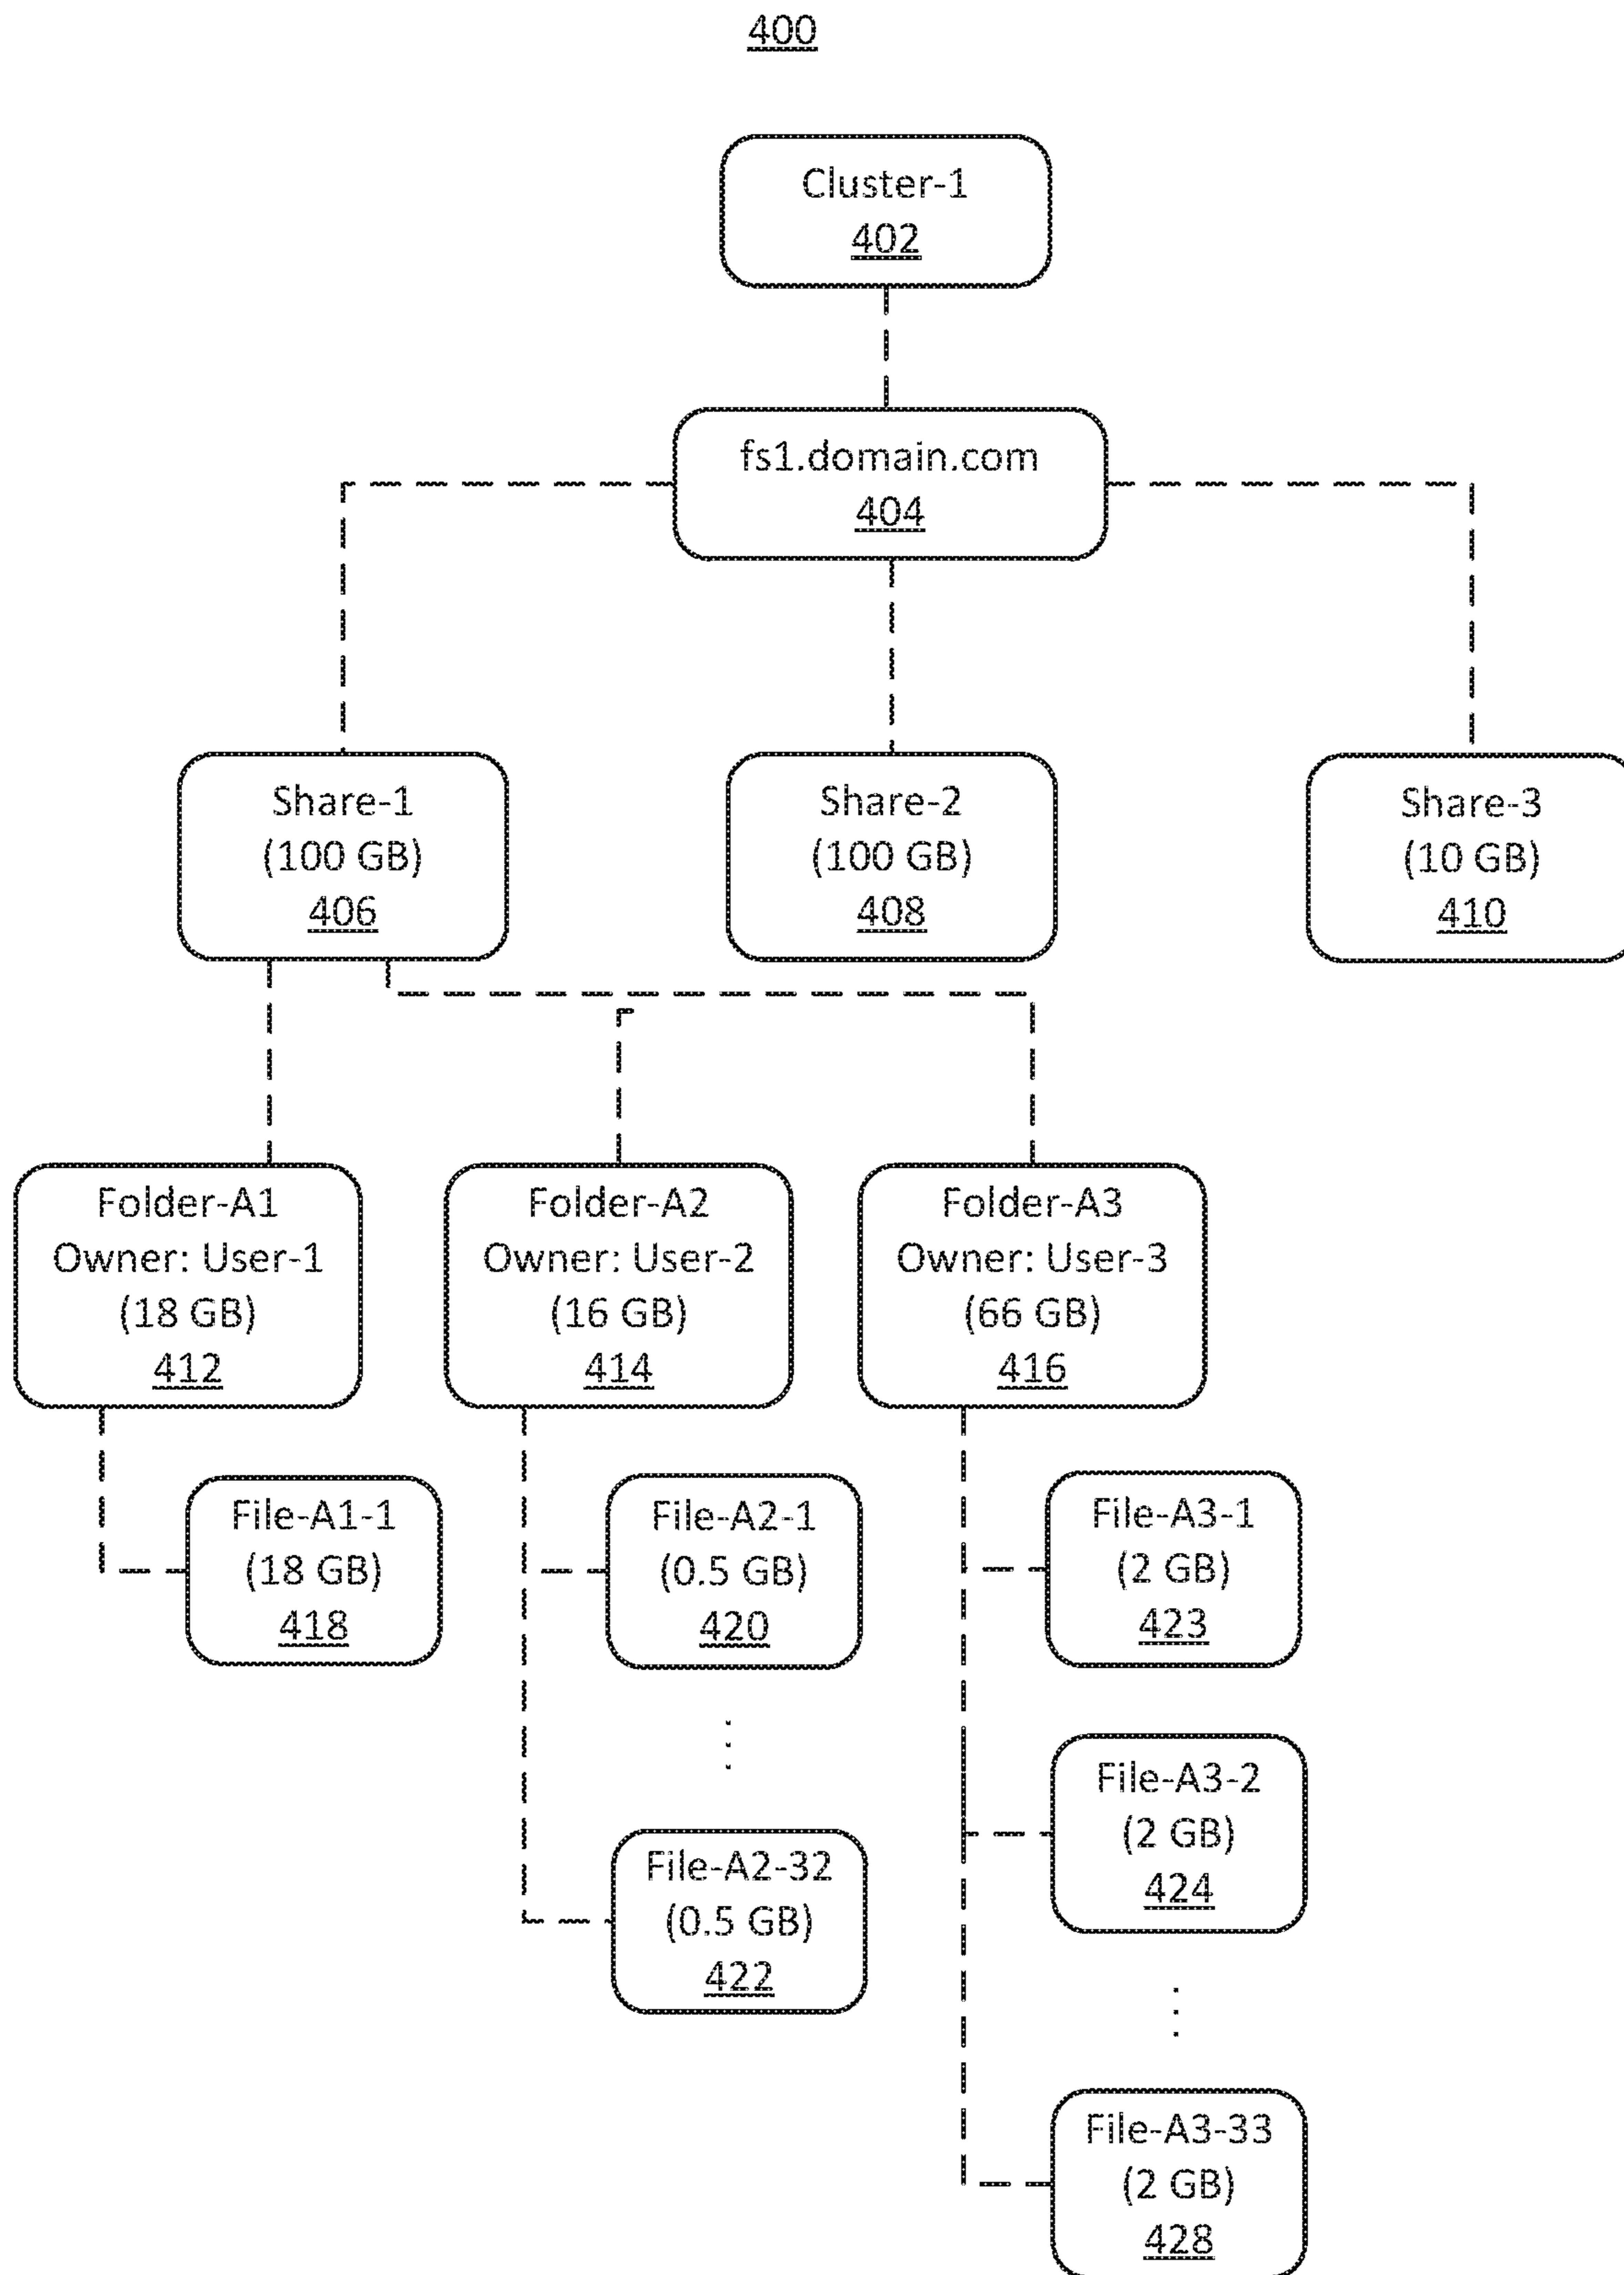 400
Cluster-1
402
fs1.domain.com
404
Share-1
(100 GB)
406
Share-2
(100 GB)
408
Share-3
(10 GB)
410
Folder-A1
Owner: User-1
(18 GB)
412
Folder-A2
Owner: User-2
(16 GB)
414
Folder-A3
Owner: User-3
(66 GB)
416
File-A1-1
(18 GB)
418
File-A2-1
(0.5 GB)
420
⋮
File-A2-32
(0.5 GB)
422
File-A3-1
(2 GB)
423
File-A3-2
(2 GB)
424
⋮
File-A3-33
(2 GB)
428